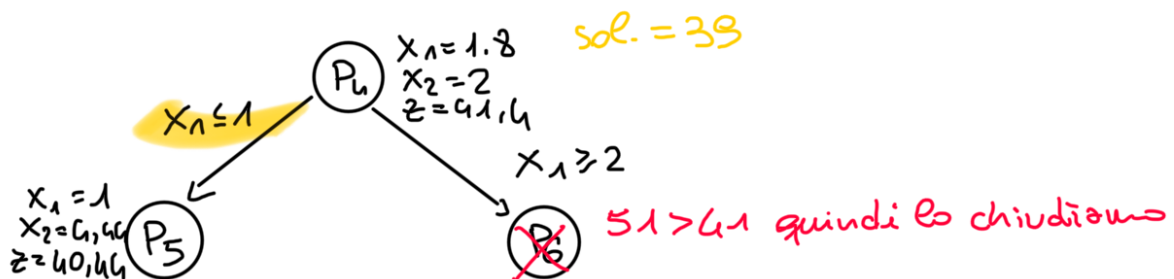 sol. = 39
x₁ = 1.8
P₄
x₂ = 2
z = 41,4
x₁ ≤ 1
x₁ ≥ 2
x₁ = 1
x₂ = 4,44
z = 40,44
P₅
P₆
51 > 41 quindi lo chiudiamo